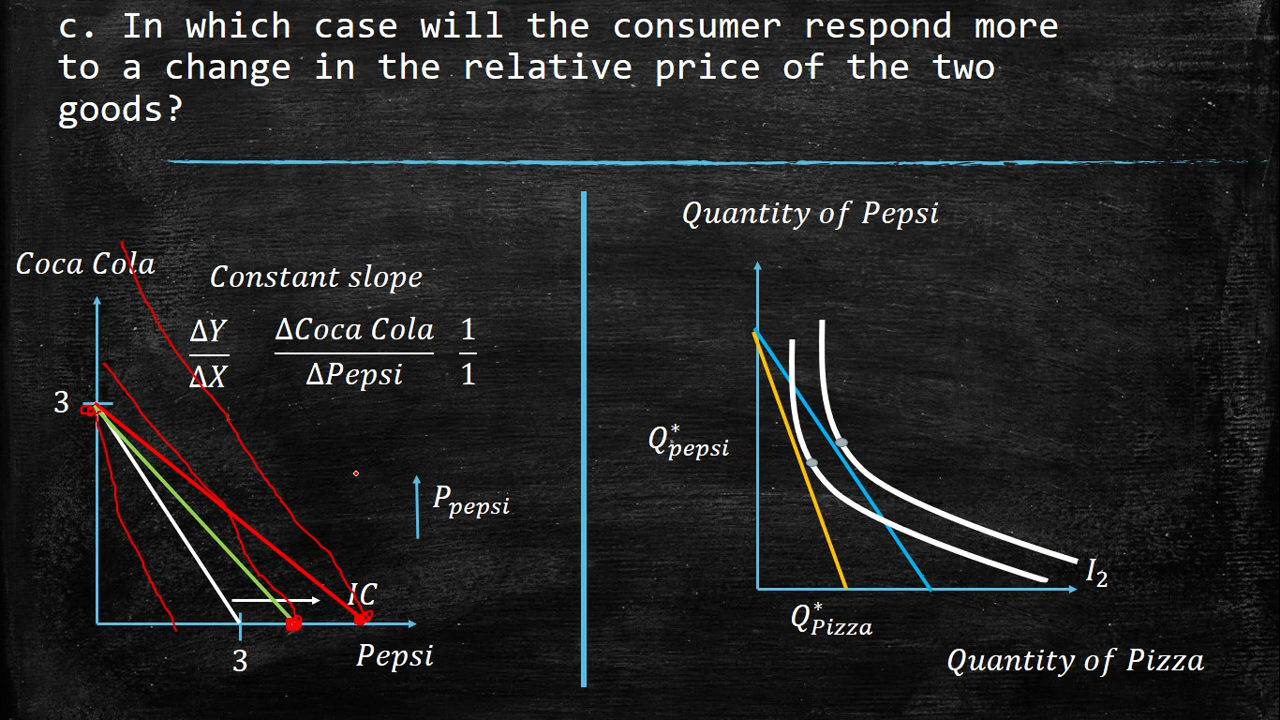 c. In which case will the consumer respond more
to a change in the relative price of the two
goods?
Coca Cola
Constant slope
ΔY
ΔX
ΔCoca Cola
ΔPepsi
1
1
3
P_pepsi
IC
3
Pepsi
Quantity of Pepsi
Q*_pepsi
I_2
Q*_Pizza
Quantity of Pizza